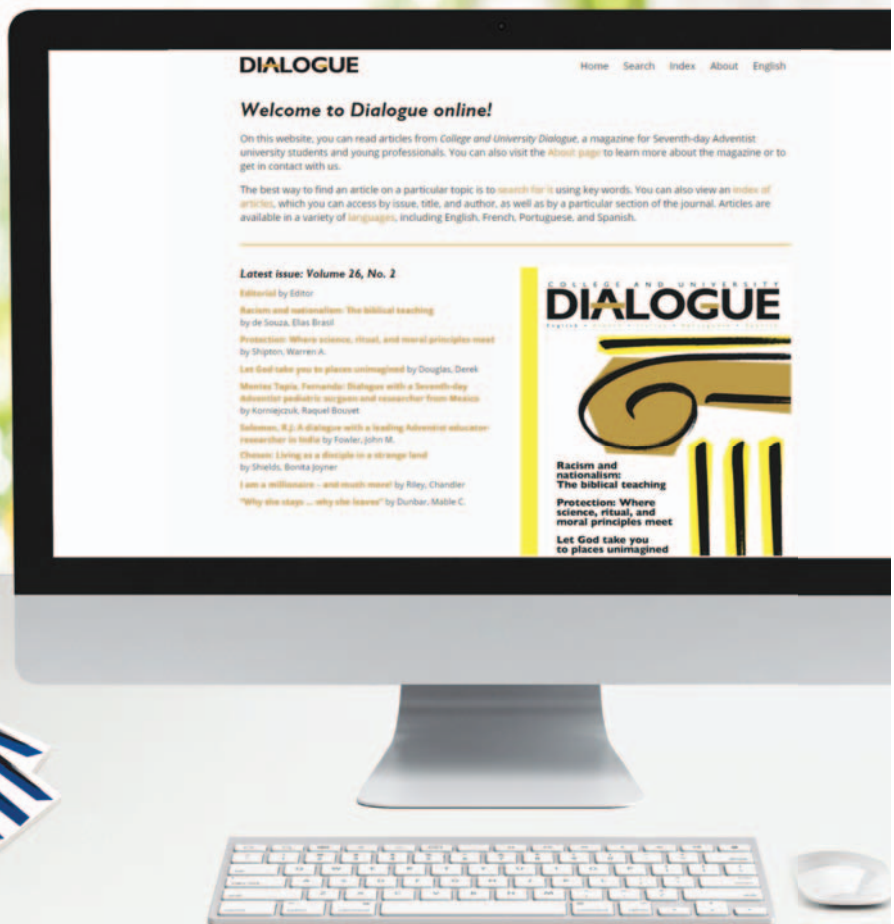 DIALOGUE
Home Search Index About English
Welcome to Dialogue online!
On this website, you can read articles from College and University Dialogue, a magazine for Seventh-day Adventist
university students and young professionals. You can also visit the About page to learn more about the magazine or to
get in contact with us.
The best way to find an article on a particular topic is to search for it using key words. You can also view an index of
articles, which you can access by issue, title, and author, as well as by a particular section of the journal. Articles are
available in a variety of languages, including English, French, Portuguese, and Spanish.
Latest issue: Volume 26, No. 2
Editorial by Editor
Racism and nationalism: The biblical teaching
by de Souza, Elias Brasil
Protection: Where science, ritual, and moral principles meet
by Shipton, Warren A.
Let God take you to places unimagined by Douglas, Derek
Montes Tapia, Fernanda: Dialogue with a Seventh-day
Adventist pediatric surgeon and researcher from Mexico
by Korniejczuk, Raquel Bouvet
Solomon, R.J: A dialogue with a leading Adventist educator-
researcher in India by Fowler, John M.
Chosen: Living as a disciple in a strange land
by Shields, Bonita Joyner
I am a millionaire – and much more! by Riley, Chandler
"Why she stays ... why she leaves" by Dunbar, Mable C.
COLLEGE AND UNIVERSITY
DIALOGUE
Racism and
nationalism:
The biblical teaching
Protection: Where
science, ritual, and
moral principles meet
Let God take you
to places unimagined